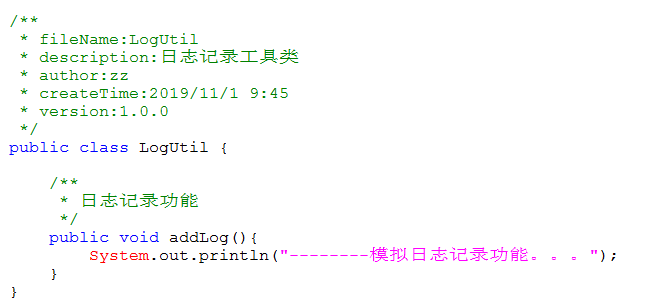 /**
 * fileName:LogUtil
 * description:日志记录工具类
 * author:zz
 * createTime:2019/11/1 9:45
 * version:1.0.0
 */
public class LogUtil {
    /**
     * 日志记录功能
     */
    public void addLog(){
        System.out.println("--------模拟日志记录功能。。。");
    }
}